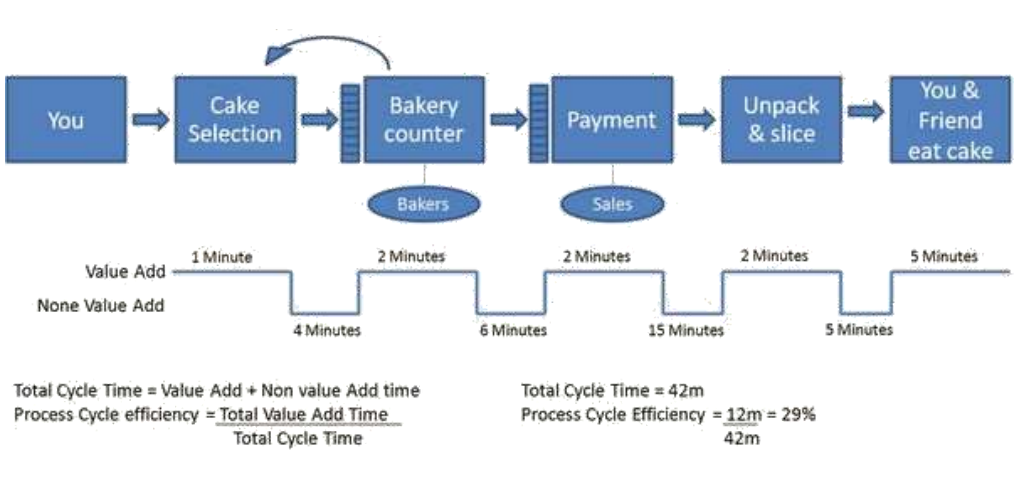 You
Cake
Selection
Bakery
counter
Payment
Unpack
& slice
You &
Friend
eat cake
Bakers
Sales
1 Minute
2 Minutes
2 Minutes
2 Minutes
5 Minutes
Value Add
None Value Add
4 Minutes
6 Minutes
15 Minutes
5 Minutes
Total Cycle Time = Value Add + Non value Add time
Process Cycle efficiency = Total Value Add Time
Total Cycle Time
Total Cycle Time = 42m
Process Cycle Efficiency = 12m = 29%
42m